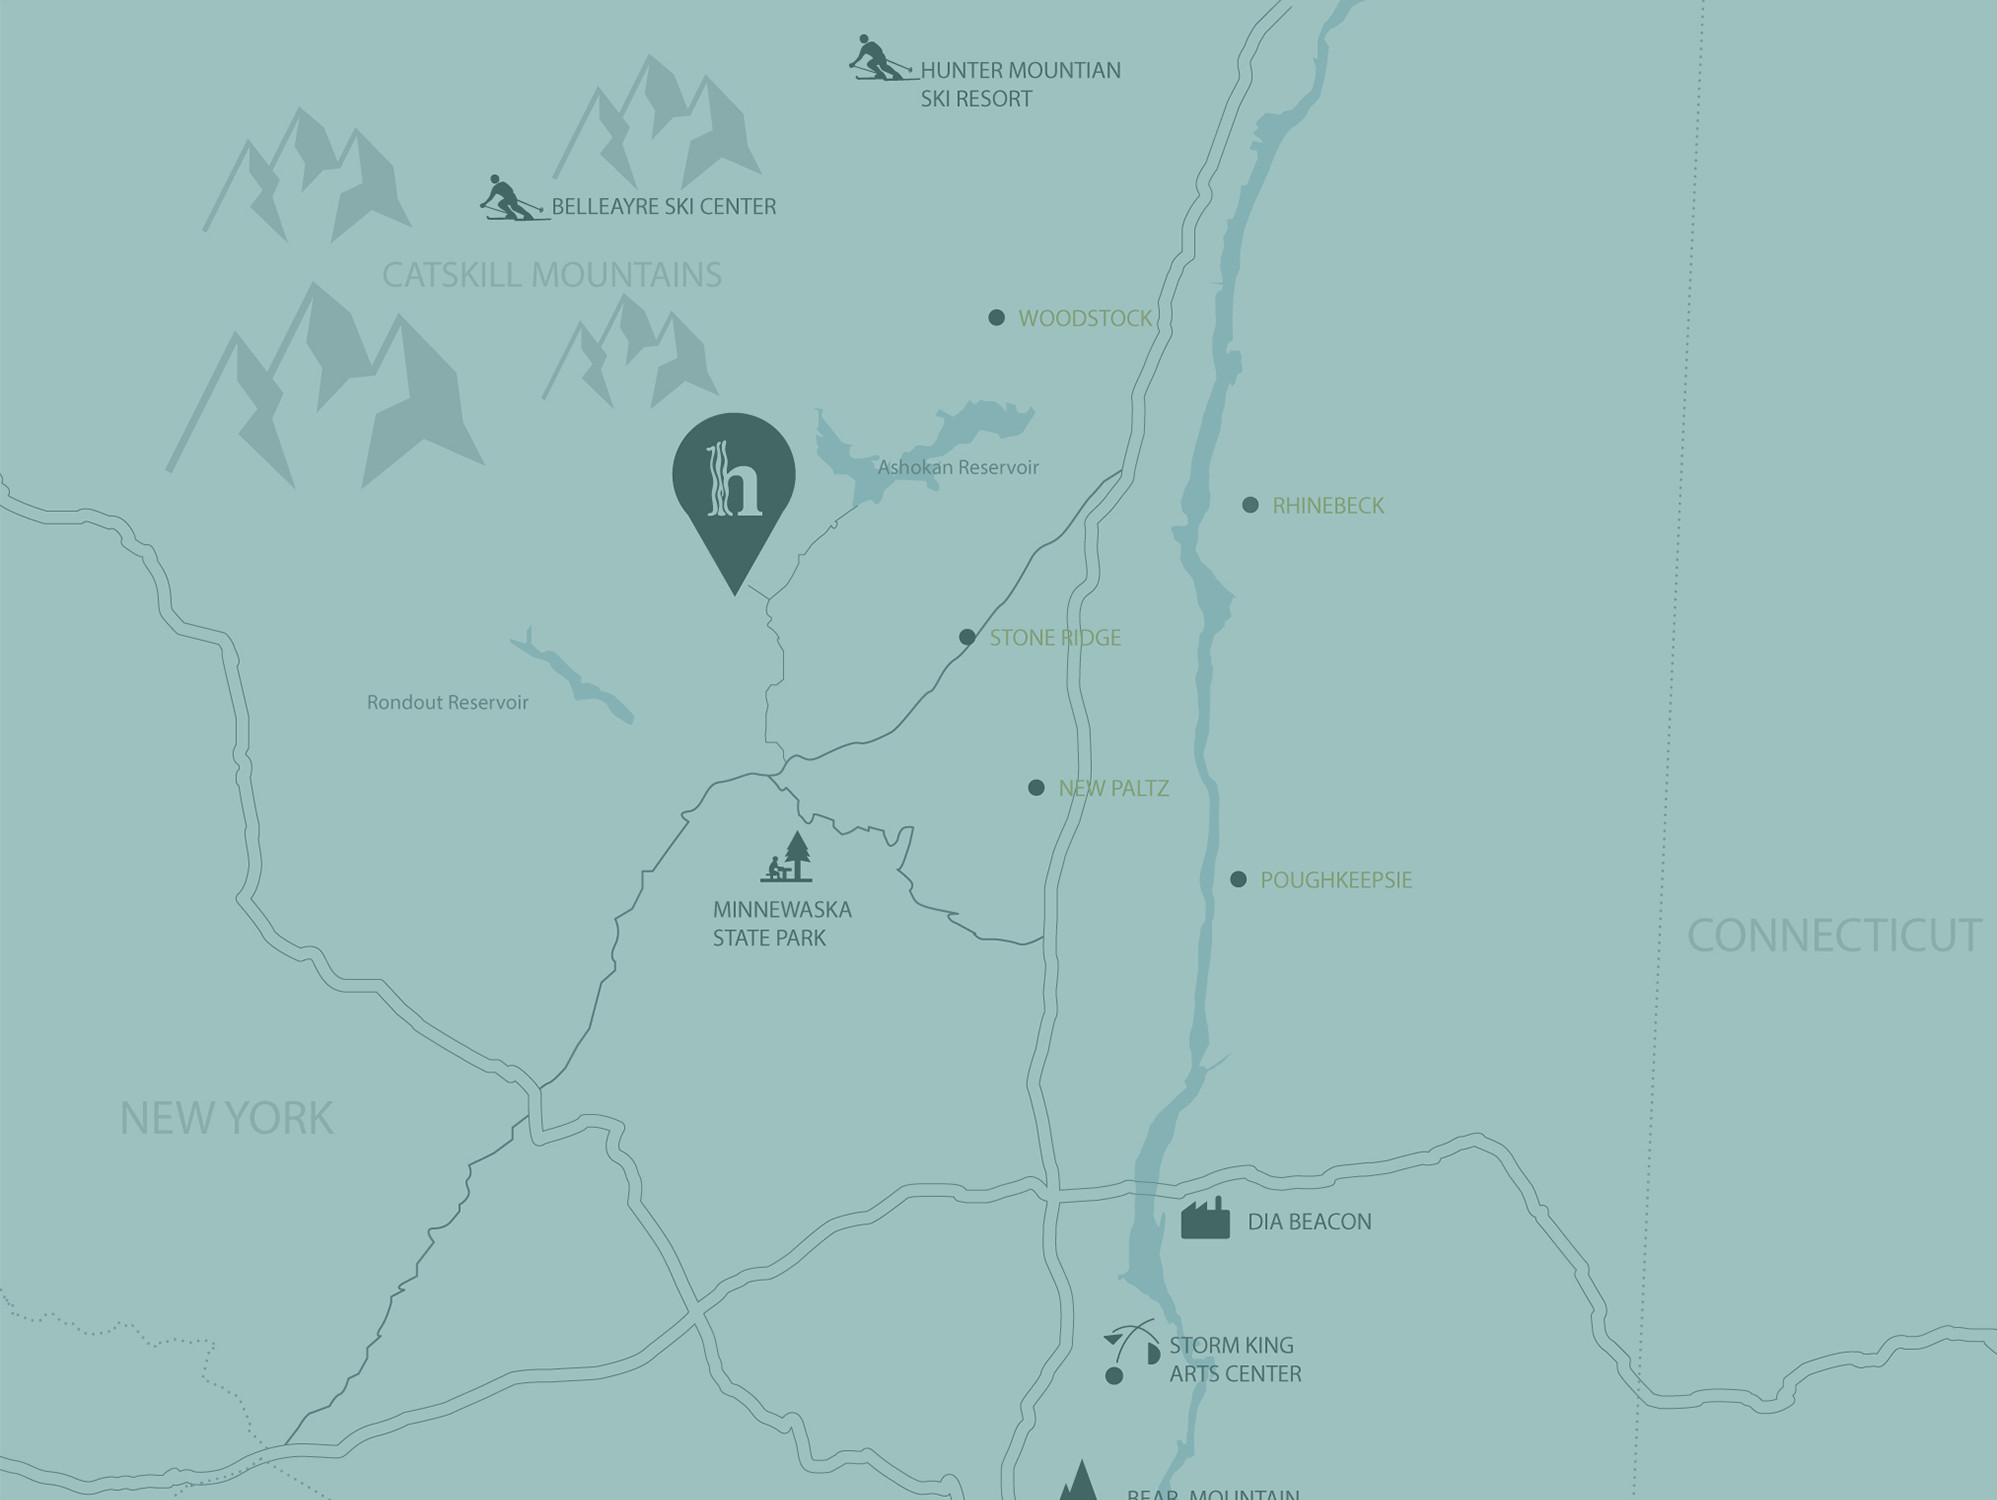 HUNTER MOUNTIAN
SKI RESORT
BELLEAYRE SKI CENTER
CATSKILL MOUNTAINS
WOODSTOCK
h
Ashokan Reservoir
RHINEBECK
STONE RIDGE
Rondout Reservoir
NEW PALTZ
POUGHKEEPSIE
MINNEWASKA
STATE PARK
CONNECTICUT
NEW YORK
DIA BEACON
STORM KING
ARTS CENTER
BEAR MOUNTAIN